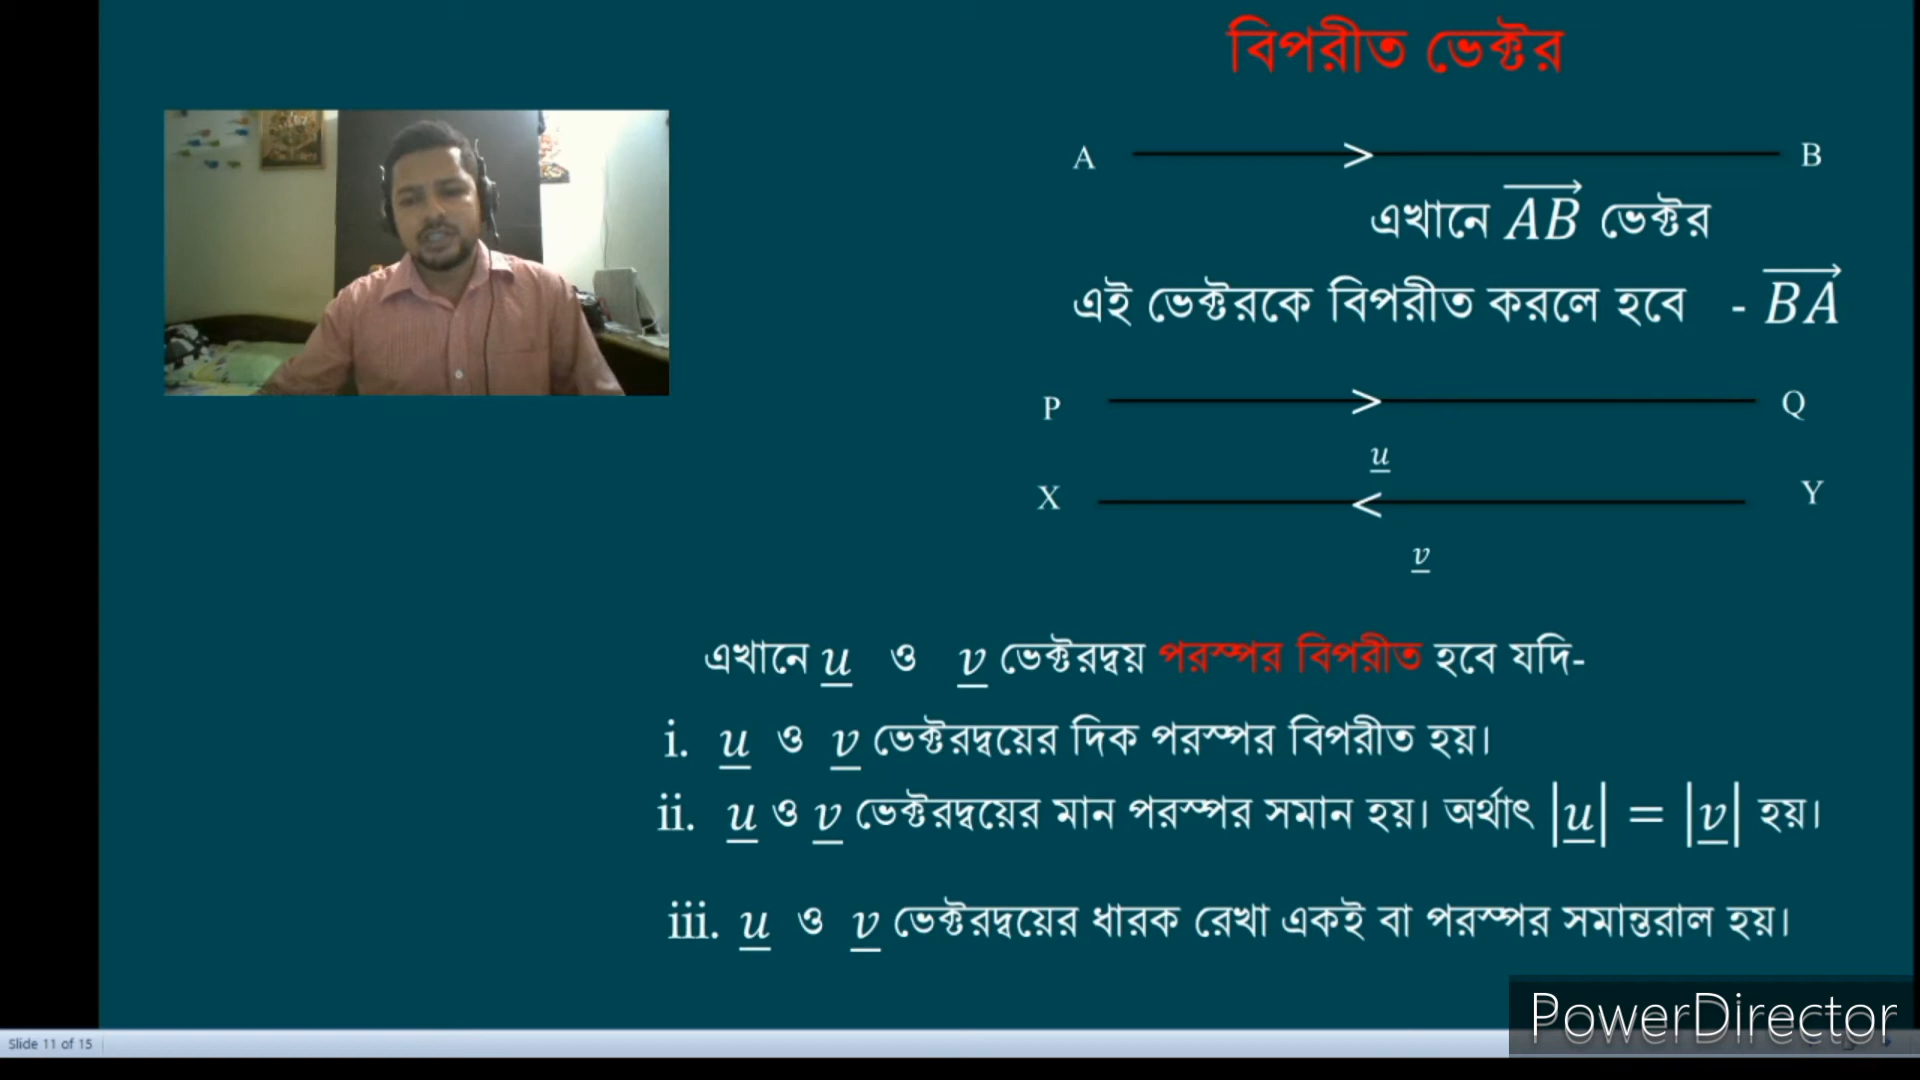 বিপরীত ভেক্টর
A > B
এখানে \overrightarrow{AB} ভেক্টর
এই ভেক্টরকে বিপরীত করলে হবে - \overrightarrow{BA}
P > Q
u
X < Y
v
এখানে u ও v ভেক্টরদ্বয় পরস্পর বিপরীত হবে যদি-
i. u ও v ভেক্টরদ্বয়ের দিক পরস্পর বিপরীত হয়।
ii. u ও v ভেক্টরদ্বয়ের মান পরস্পর সমান হয়। অর্থাৎ |u| = |v| হয়।
iii. u ও v ভেক্টরদ্বয়ের ধারক রেখা একই বা পরস্পর সমান্তরাল হয়।
PowerDirector
Slide 11 of 15